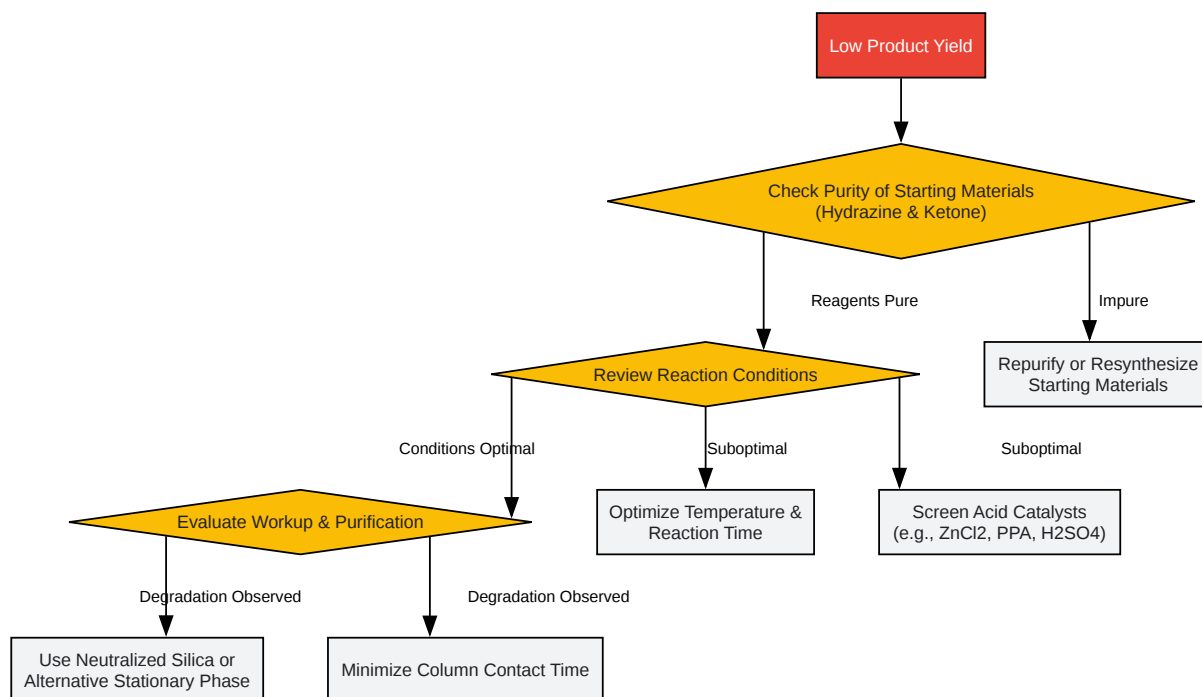 Low Product Yield
Check Purity of Starting Materials
(Hydrazine & Ketone)
Reagents Pure
Impure
Review Reaction Conditions
Repurify or Resynthesize
Starting Materials
Conditions Optimal
Suboptimal
Suboptimal
Evaluate Workup & Purification
Optimize Temperature &
Reaction Time
Screen Acid Catalysts
(e.g., ZnCl2, PPA, H2SO4)
Degradation Observed
Degradation Observed
Use Neutralized Silica or
Alternative Stationary Phase
Minimize Column Contact Time